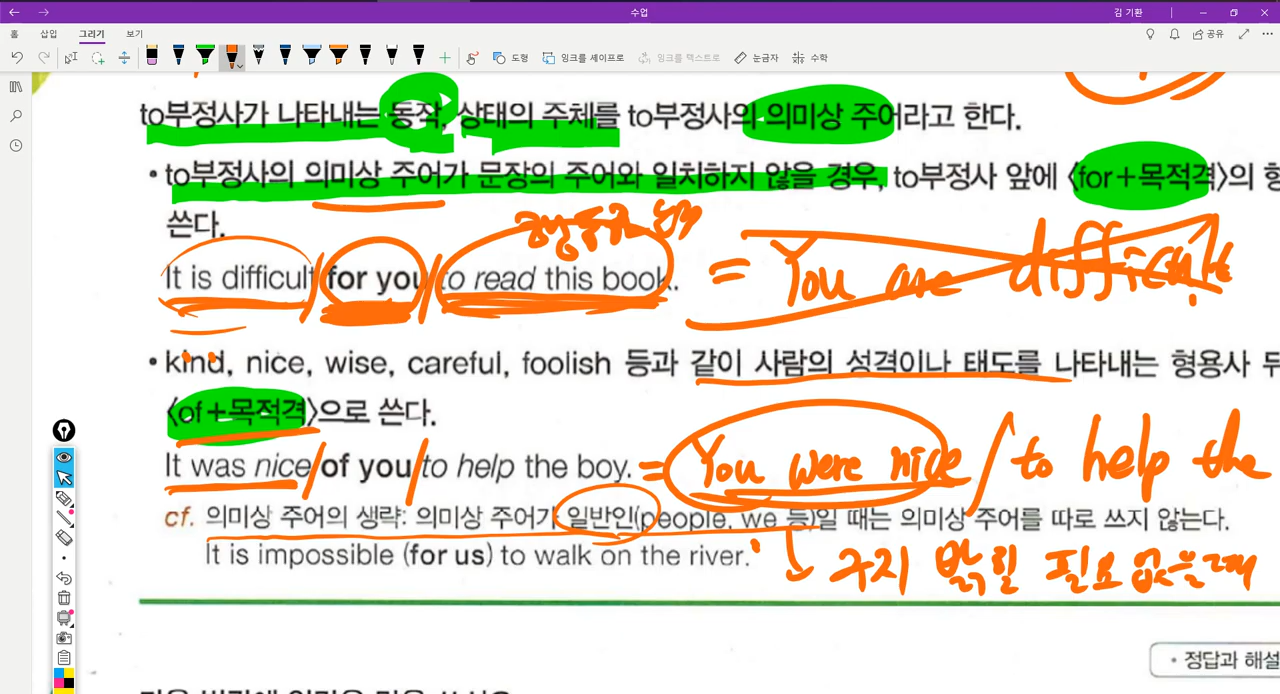 수업
김 기환
홈 삽입 그리기 보기
공유
도형 잉크를 셰이프로 잉크를 텍스트로 눈금자 수학
to부정사가 나타내는 동작, 상태의 주체를 to부정사의 의미상 주어라고 한다.
• to부정사의 의미상 주어가 문장의 주어와 일치하지 않을 경우, to부정사 앞에 〈for+목적격〉의 형
쓴다.
It is difficult / for you / to read this book. = You are difficult
• kind, nice, wise, careful, foolish 등과 같이 사람의 성격이나 태도를 나타내는 형용사 뒤
〈of+목적격〉으로 쓴다.
It was nice / of you / to help the boy. = You were nice / to help the
cf. 의미상 주어의 생략: 의미상 주어가 일반인(people, we 등)일 때는 의미상 주어를 따로 쓰지 않는다.
It is impossible (for us) to walk on the river.
구지 밝힐 필요 없을 때
• 정답과 해설